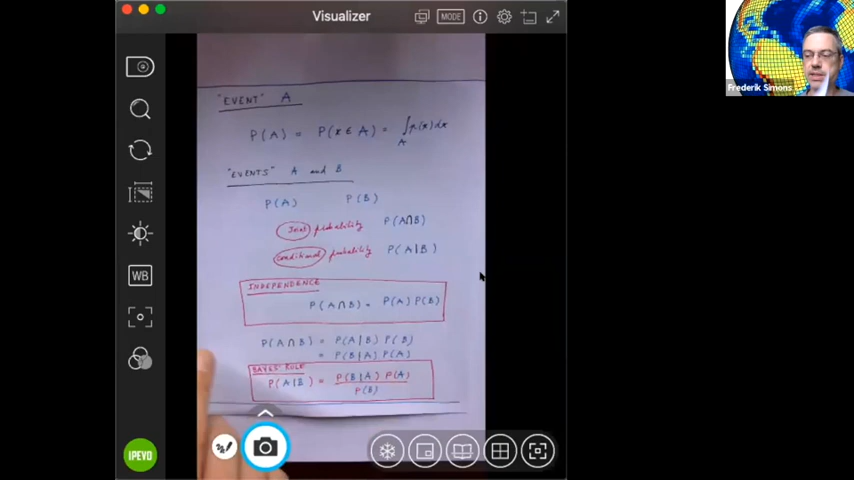 Visualizer
MODE
Frederik Simons
"EVENT" A
P(A) = P(x ∈ A) = ∫_A p(x)dx
"EVENTS" A and B
P(A) P(B)
Joint probability P(A∩B)
Conditional probability P(A|B)
INDEPENDENCE
P(A∩B) = P(A) P(B)
P(A∩B) = P(A|B) P(B)
= P(B|A) P(A)
BAYES' RULE
P(A|B) = P(B|A) P(A)
P(B)
WB
IPEVO